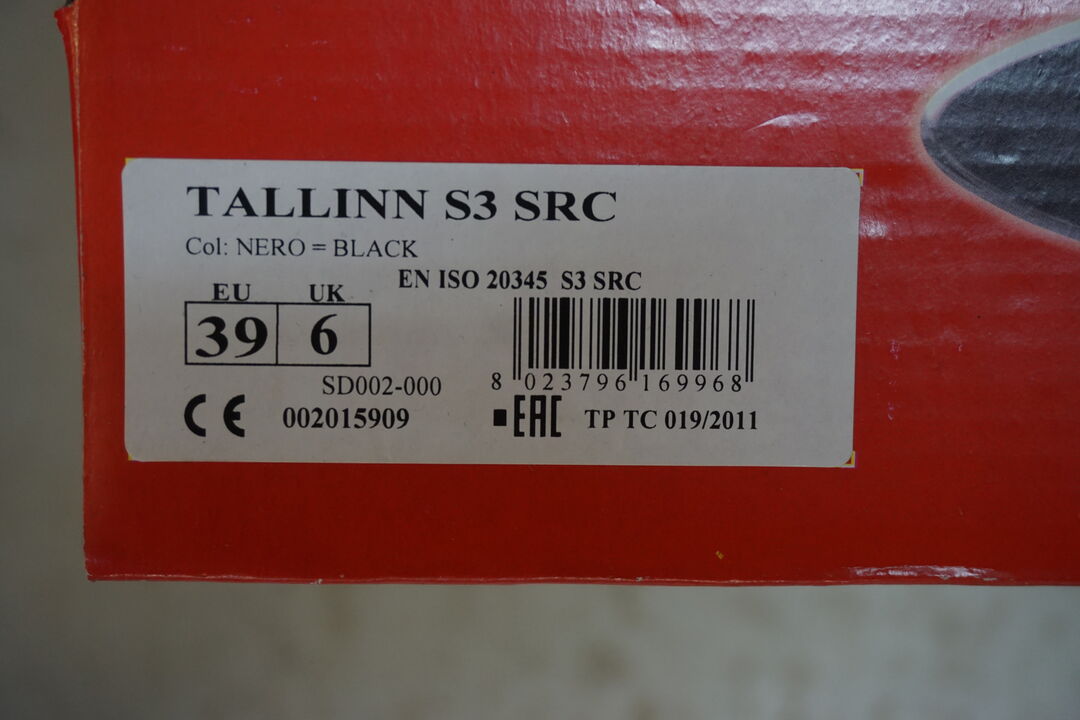 TALLINN S3 SRC
Col: NERO = BLACK
EN ISO 20345 S3 SRC
EU UK
39 6
SD002-000
8 023796 169968
CE 002015909
EAC TP TC 019/2011